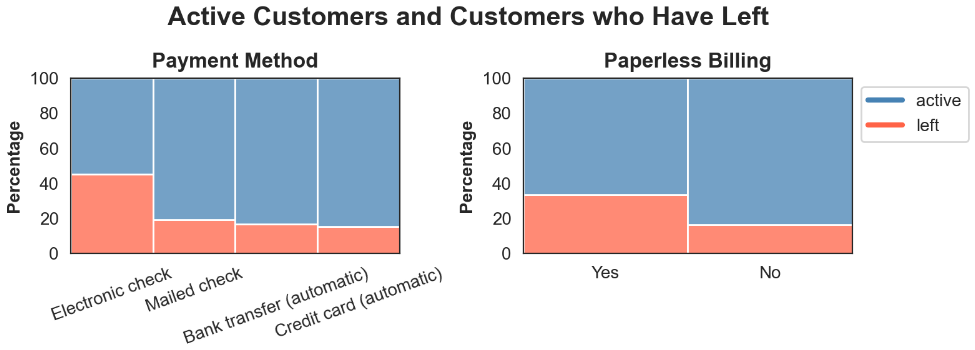 Active Customers and Customers who Have Left
Payment Method
Percentage
100
80
60
40
20
0
Electronic check
Mailed check
Bank transfer (automatic)
Credit card (automatic)
Paperless Billing
Percentage
100
80
60
40
20
0
Yes
No
active
left